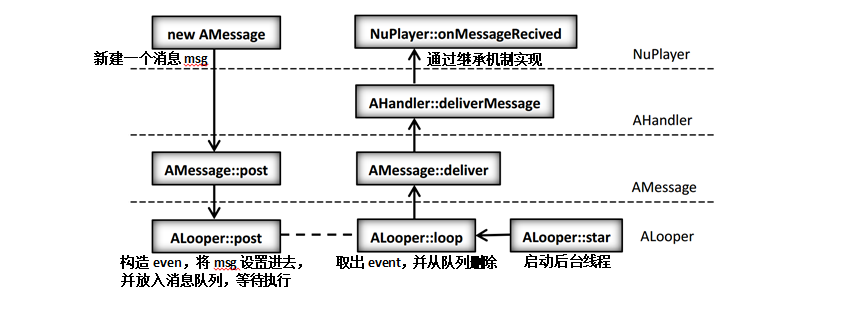 new AMessage
NuPlayer::onMessageRecived
新建一个消息 msg
通过继承机制实现
NuPlayer
AHandler::deliverMessage
AHandler
AMessage::post
AMessage::deliver
AMessage
ALooper::post
ALooper::loop
ALooper::star
ALooper
构造 even，将 msg 设置进去，
并放入消息队列，等待执行
取出 event，并从队列删除
启动后台线程